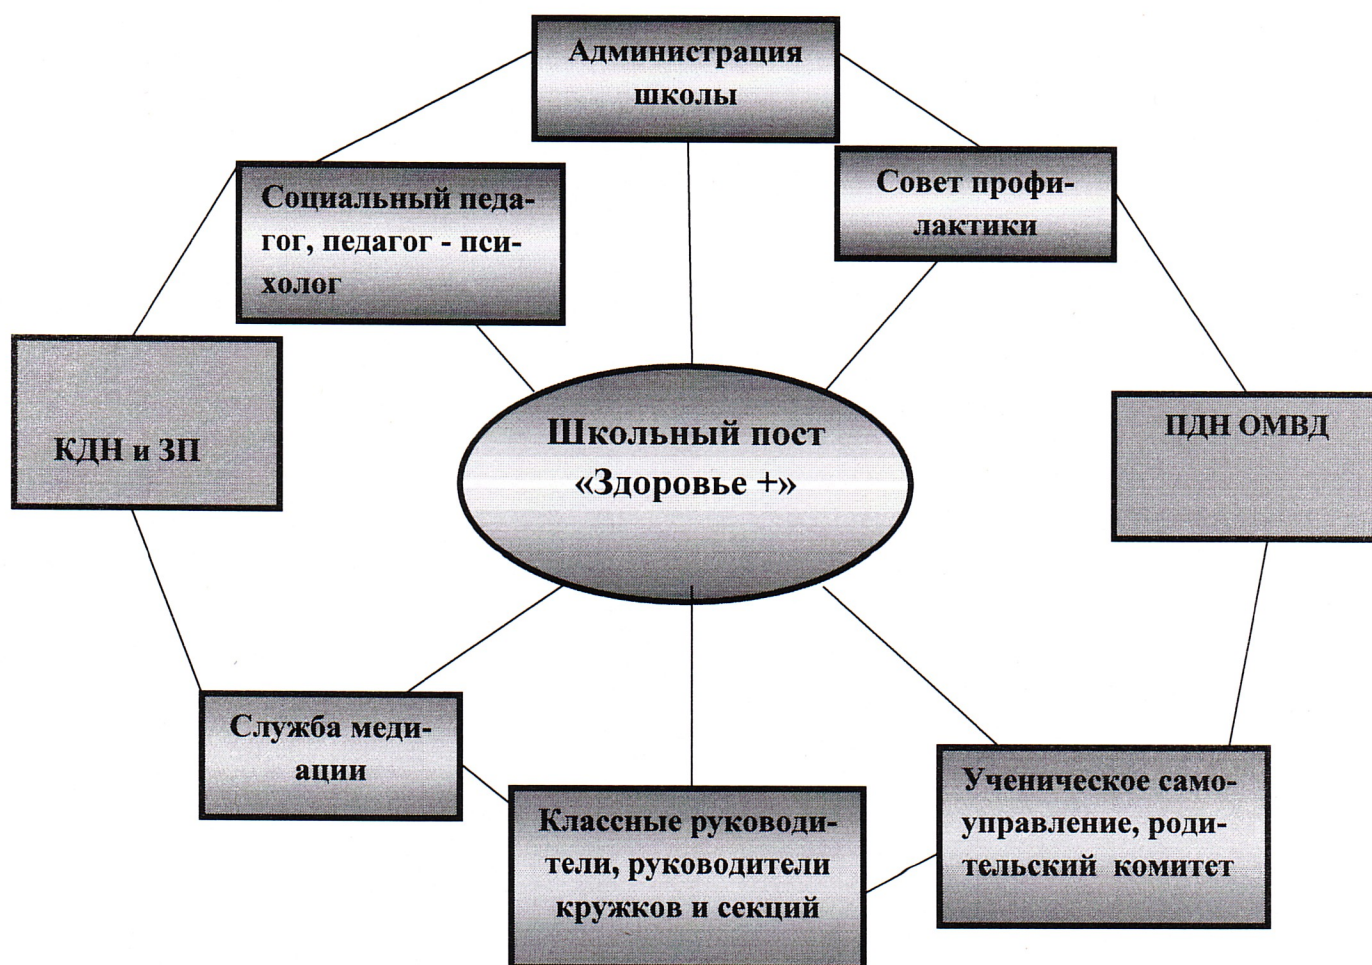 Администрация
школы
Социальный педа-
гог, педагог - пси-
холог
Совет профи-
лактики
КДН и ЗП
Школьный пост
«Здоровье +»
ПДН ОМВД
Служба меди-
ации
Классные руководи-
тели, руководители
кружков и секций
Ученическое само-
управление, роди-
тельский комитет